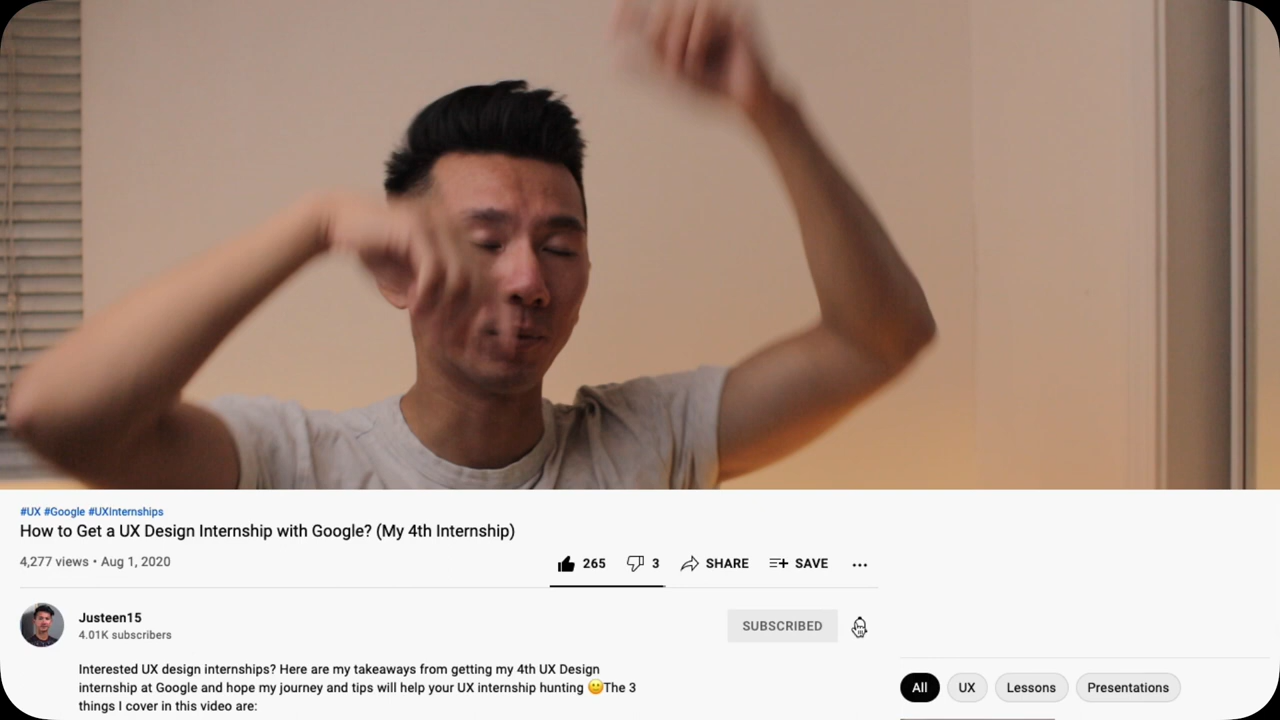 #UX #Google #UXInternships
How to Get a UX Design Internship with Google? (My 4th Internship)
4,277 views • Aug 1, 2020
265 3 SHARE SAVE
Justeen15
4.01K subscribers
SUBSCRIBED
Interested UX design internships? Here are my takeaways from getting my 4th UX Design
internship at Google and hope my journey and tips will help your UX internship hunting 🙂The 3
things I cover in this video are:
All UX Lessons Presentations